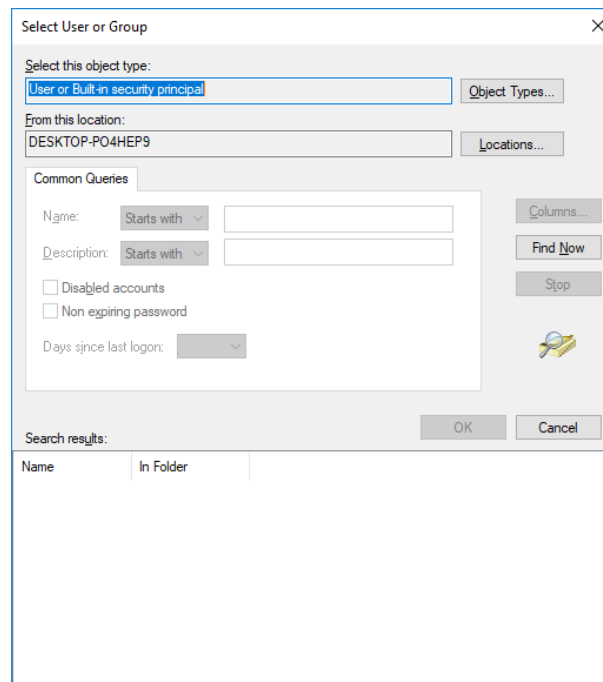 Select User or Group
Select this object type:
User or Built-in security principal
Object Types...
From this location:
DESKTOP-PO4HEP9
Locations...
Common Queries
Name: Starts with
Columns...
Description: Starts with
Find Now
Disabled accounts
Stop
Non expiring password
Days since last logon:
OK Cancel
Search results:
Name In Folder